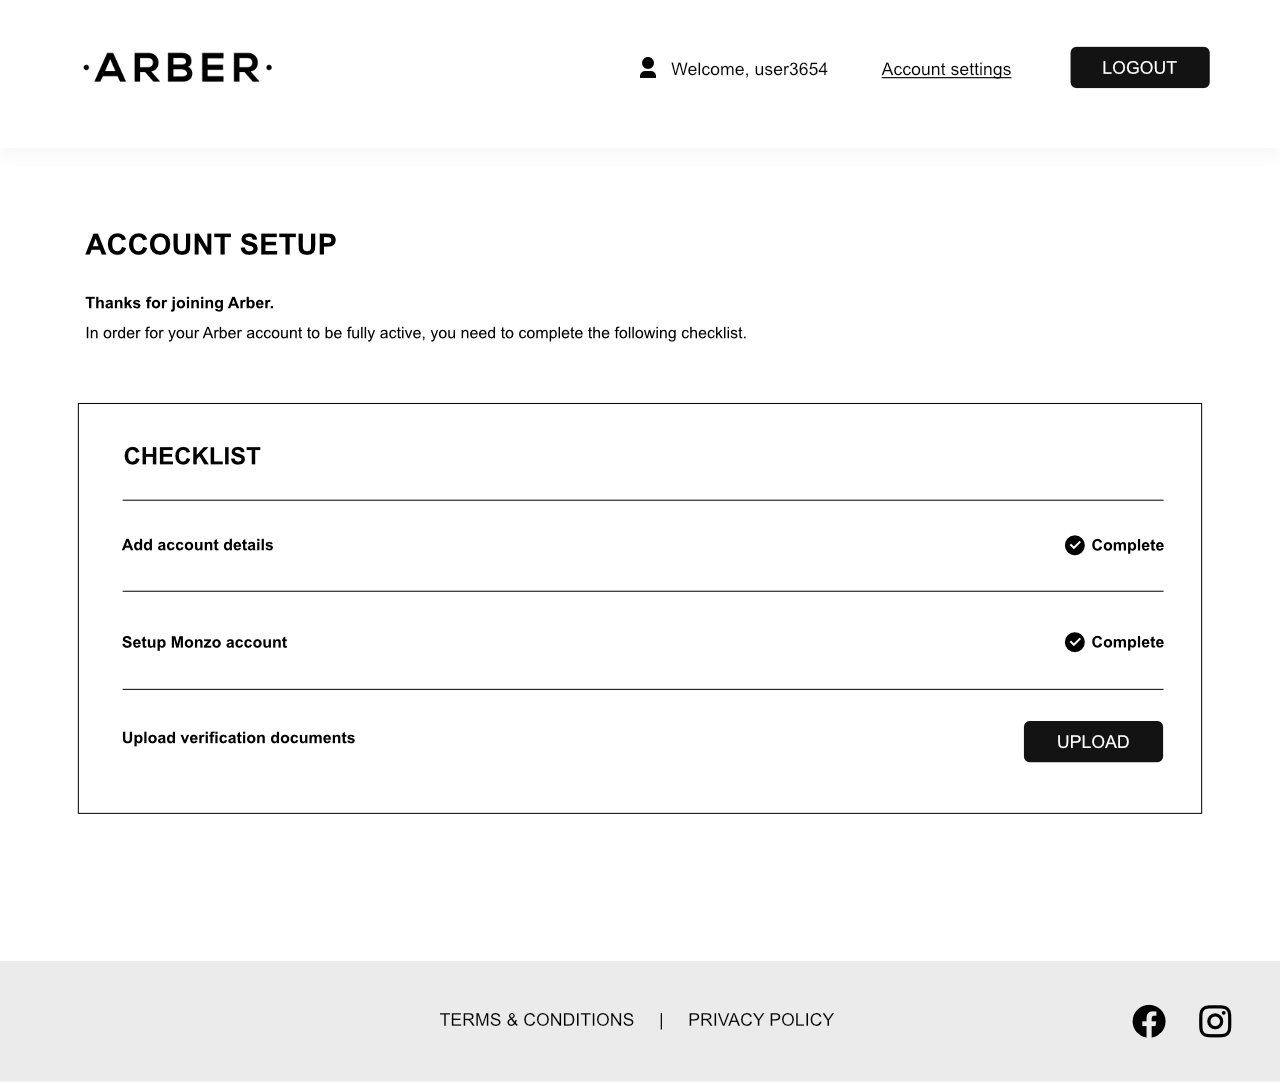 ·ARBER·
Welcome, user3654
Account settings
LOGOUT
ACCOUNT SETUP
Thanks for joining Arber.
In order for your Arber account to be fully active, you need to complete the following checklist.
CHECKLIST
Add account details
Complete
Setup Monzo account
Complete
Upload verification documents
UPLOAD
TERMS & CONDITIONS | PRIVACY POLICY